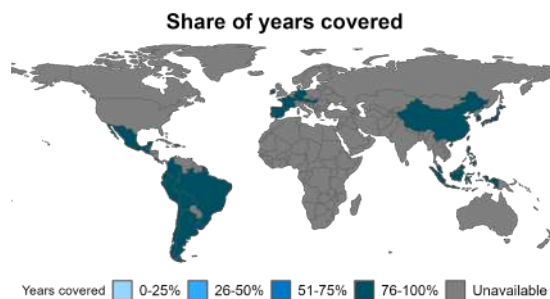 Share of years covered
Years covered 0-25% 26-50% 51-75% 76-100% Unavailable